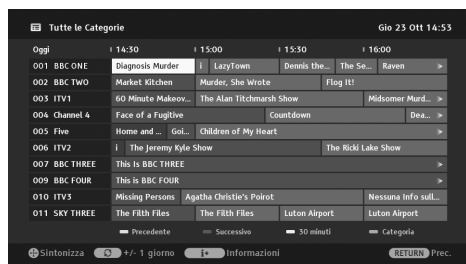 Tutte le Categorie Gio 23 Ott 14:53
Oggi 14:30 15:00 15:30 16:00
001 BBC ONE Diagnosis Murder i LazyTown Dennis the... The Se... Raven
002 BBC TWO Market Kitchen Murder, She Wrote Flog It!
003 ITV1 60 Minute Makeov... The Alan Titchmarsh Show Midsomer Murd...
004 Channel 4 Face of a Fugitive Countdown Dea...
005 Five Home and ... Goi... Children of My Heart
006 ITV2 i The Jeremy Kyle Show The Ricki Lake Show
007 BBC THREE This Is BBC THREE
009 BBC FOUR This is BBC FOUR
010 ITV3 Missing Persons Agatha Christie's Poirot Nessuna Info sull...
011 SKY THREE The Filth Files The Filth Files Luton Airport Luton Airport
Precedente Successivo 30 minuti Categoria
Sintonizza +/- 1 giorno i+ Informazioni RETURN Prec.